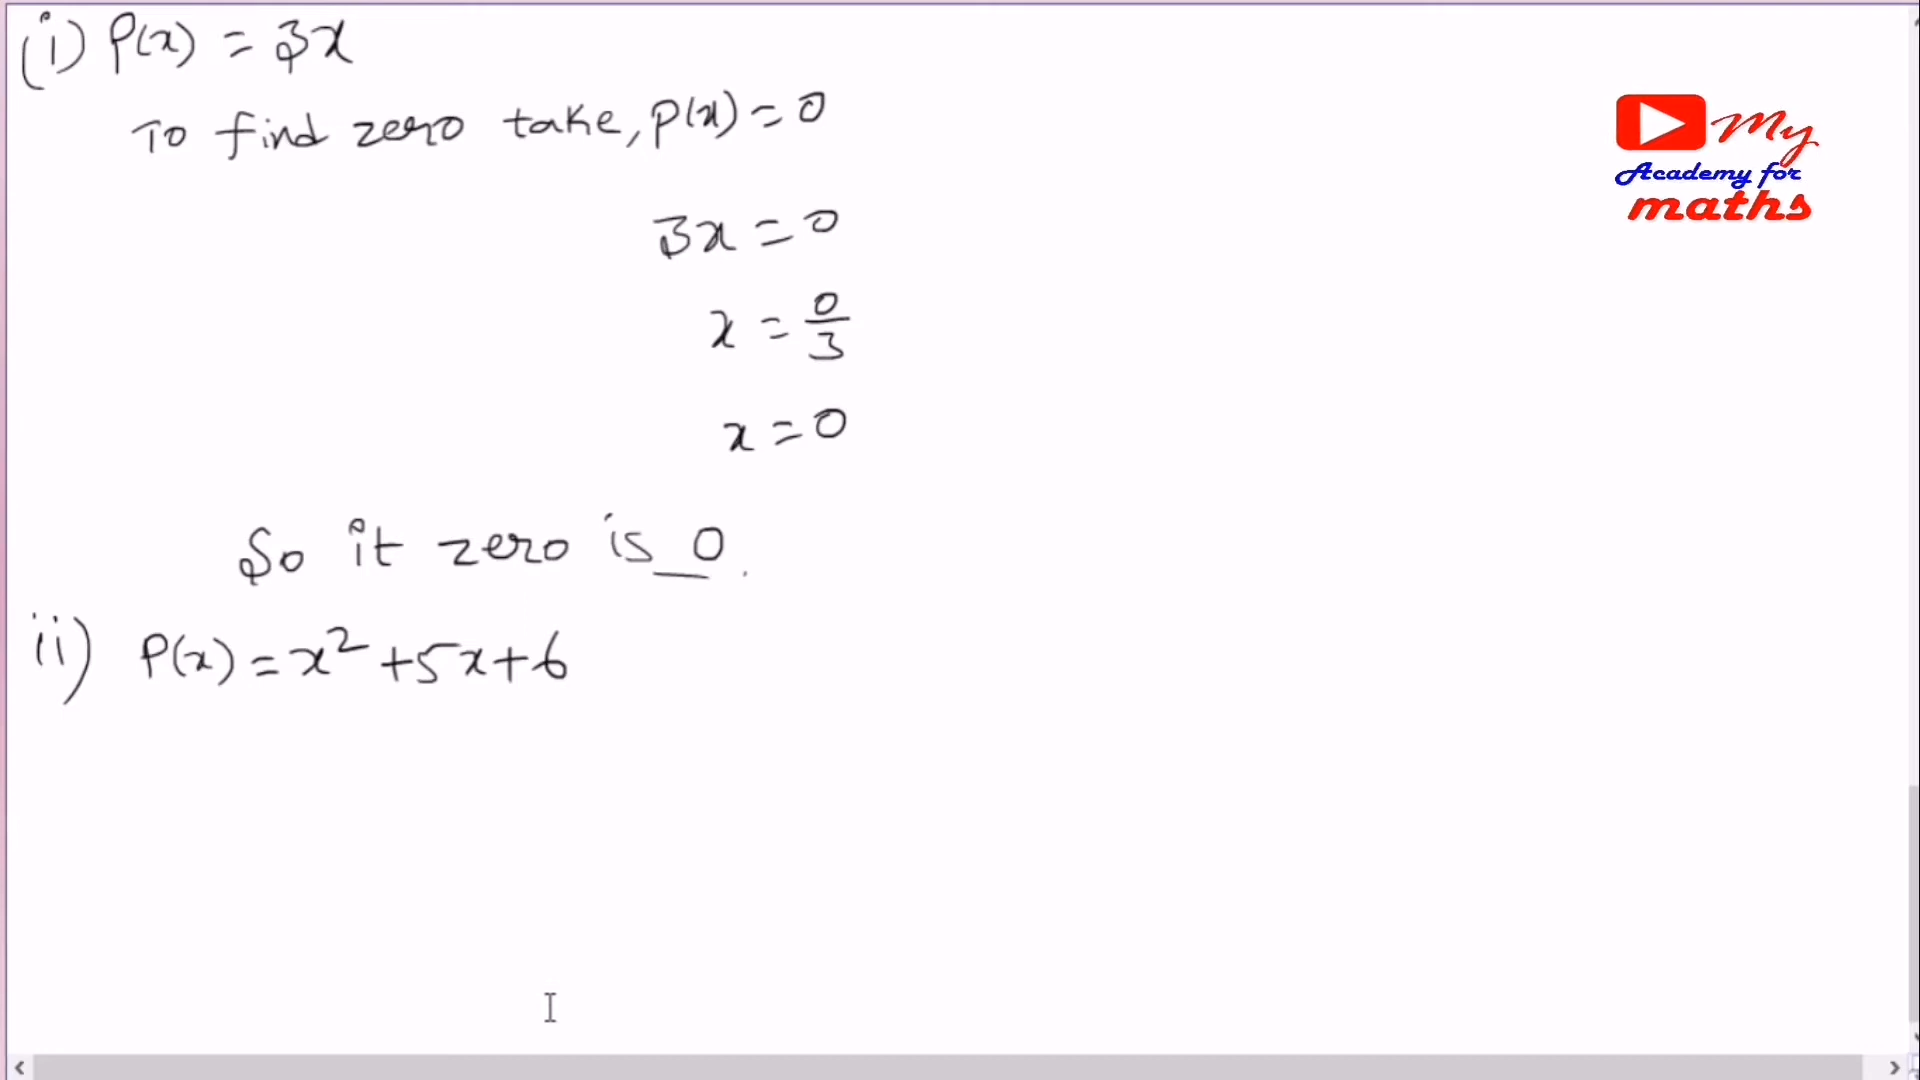 (i) P(x) = 3x
To find zero take, P(x) = 0
3x = 0
x = 0/3
x = 0
So it zero is 0.
ii) P(x) = x² + 5x + 6
My
Academy for
maths